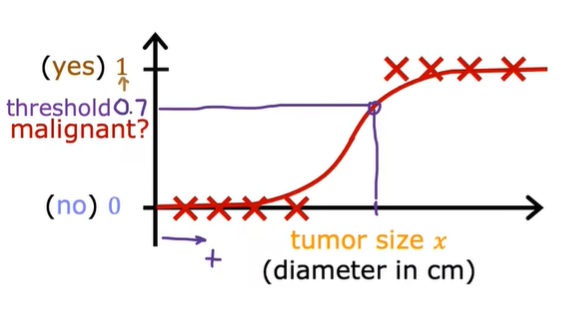 (yes) 1
threshold 0.7
malignant?
(no) 0
tumor size x
(diameter in cm)
+